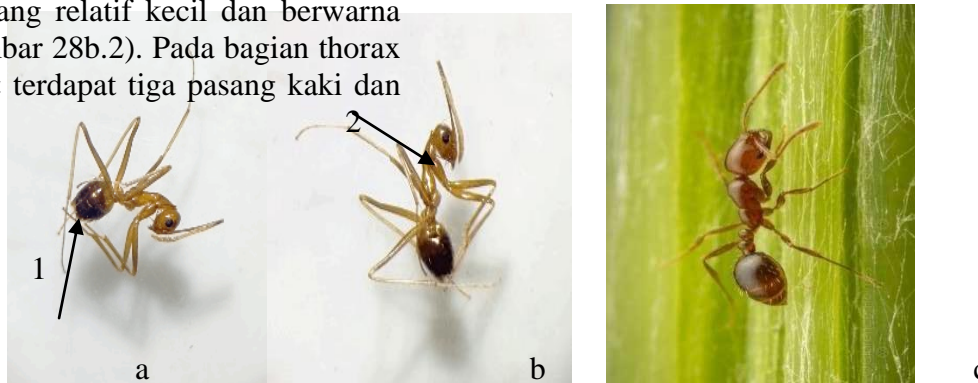 ang relatif kecil dan berwarna
bar 28b.2). Pada bagian thorax
terdapat tiga pasang kaki dan
2
1
a
b